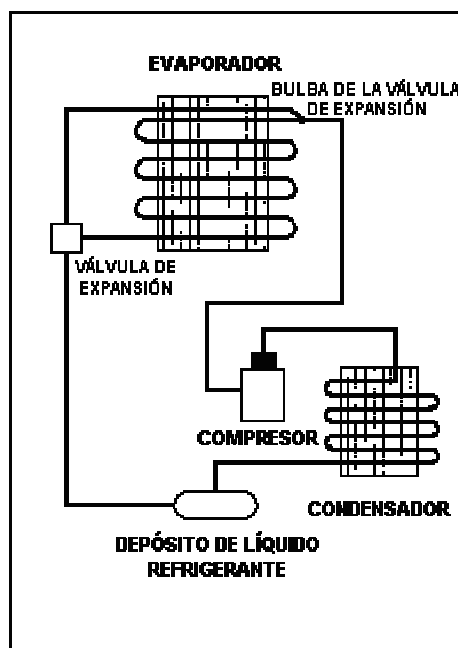 EVAPORADOR
BULBA DE LA VÁLVULA
DE EXPANSIÓN
VÁLVULA DE
EXPANSIÓN
COMPRESOR
CONDENSADOR
DEPÓSITO DE LÍQUIDO
REFRIGERANTE